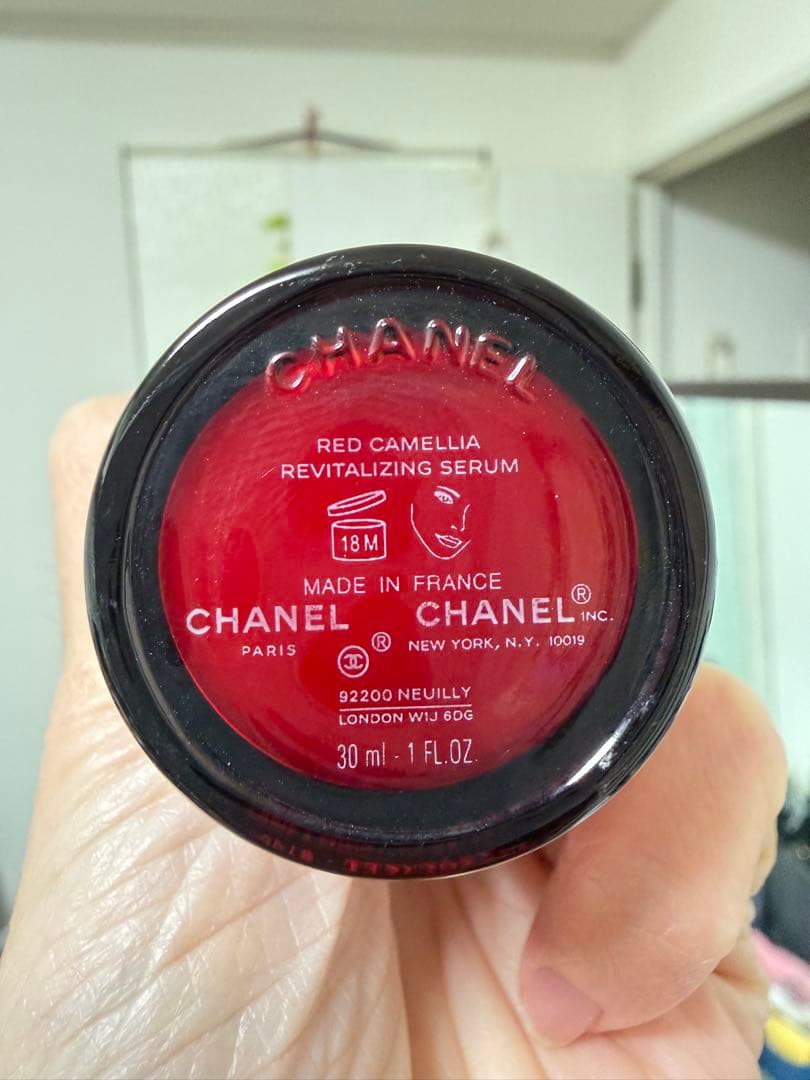 CHANEL
RED CAMELLIA
REVITALIZING SERUM
18M
MADE IN FRANCE
CHANEL CHANEL® INC.
PARIS ® NEW YORK, N.Y. 10019
92200 NEUILLY
LONDON W1J 6DG
30 ml - 1 FL.OZ.